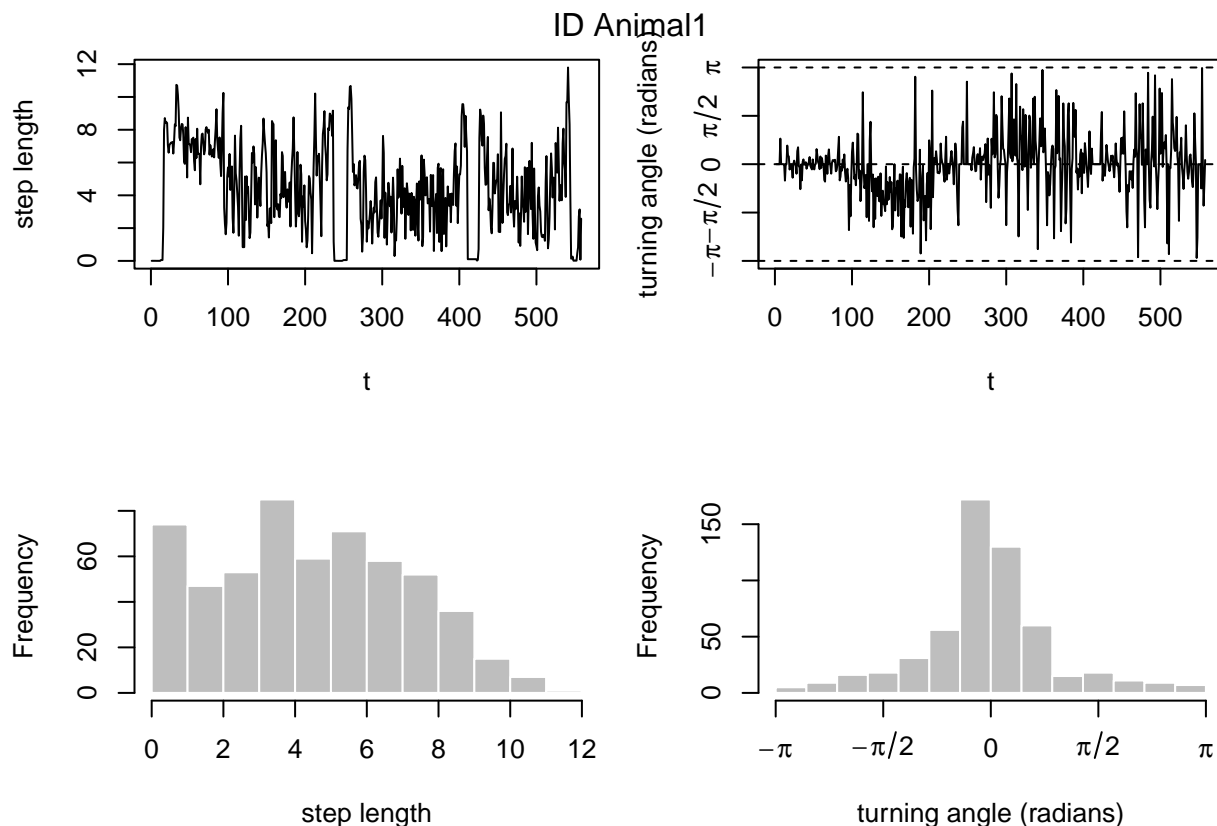 ID Animal1
step length
12
8
4
0
0 100 200 300 400 500
t
turning angle (radians)
π
π/2
0
−π/2
−π
0 100 200 300 400 500
t
Frequency
60
20
0
0 2 4 6 8 10 12
step length
Frequency
150
50
0
−π −π/2 0 π/2 π
turning angle (radians)